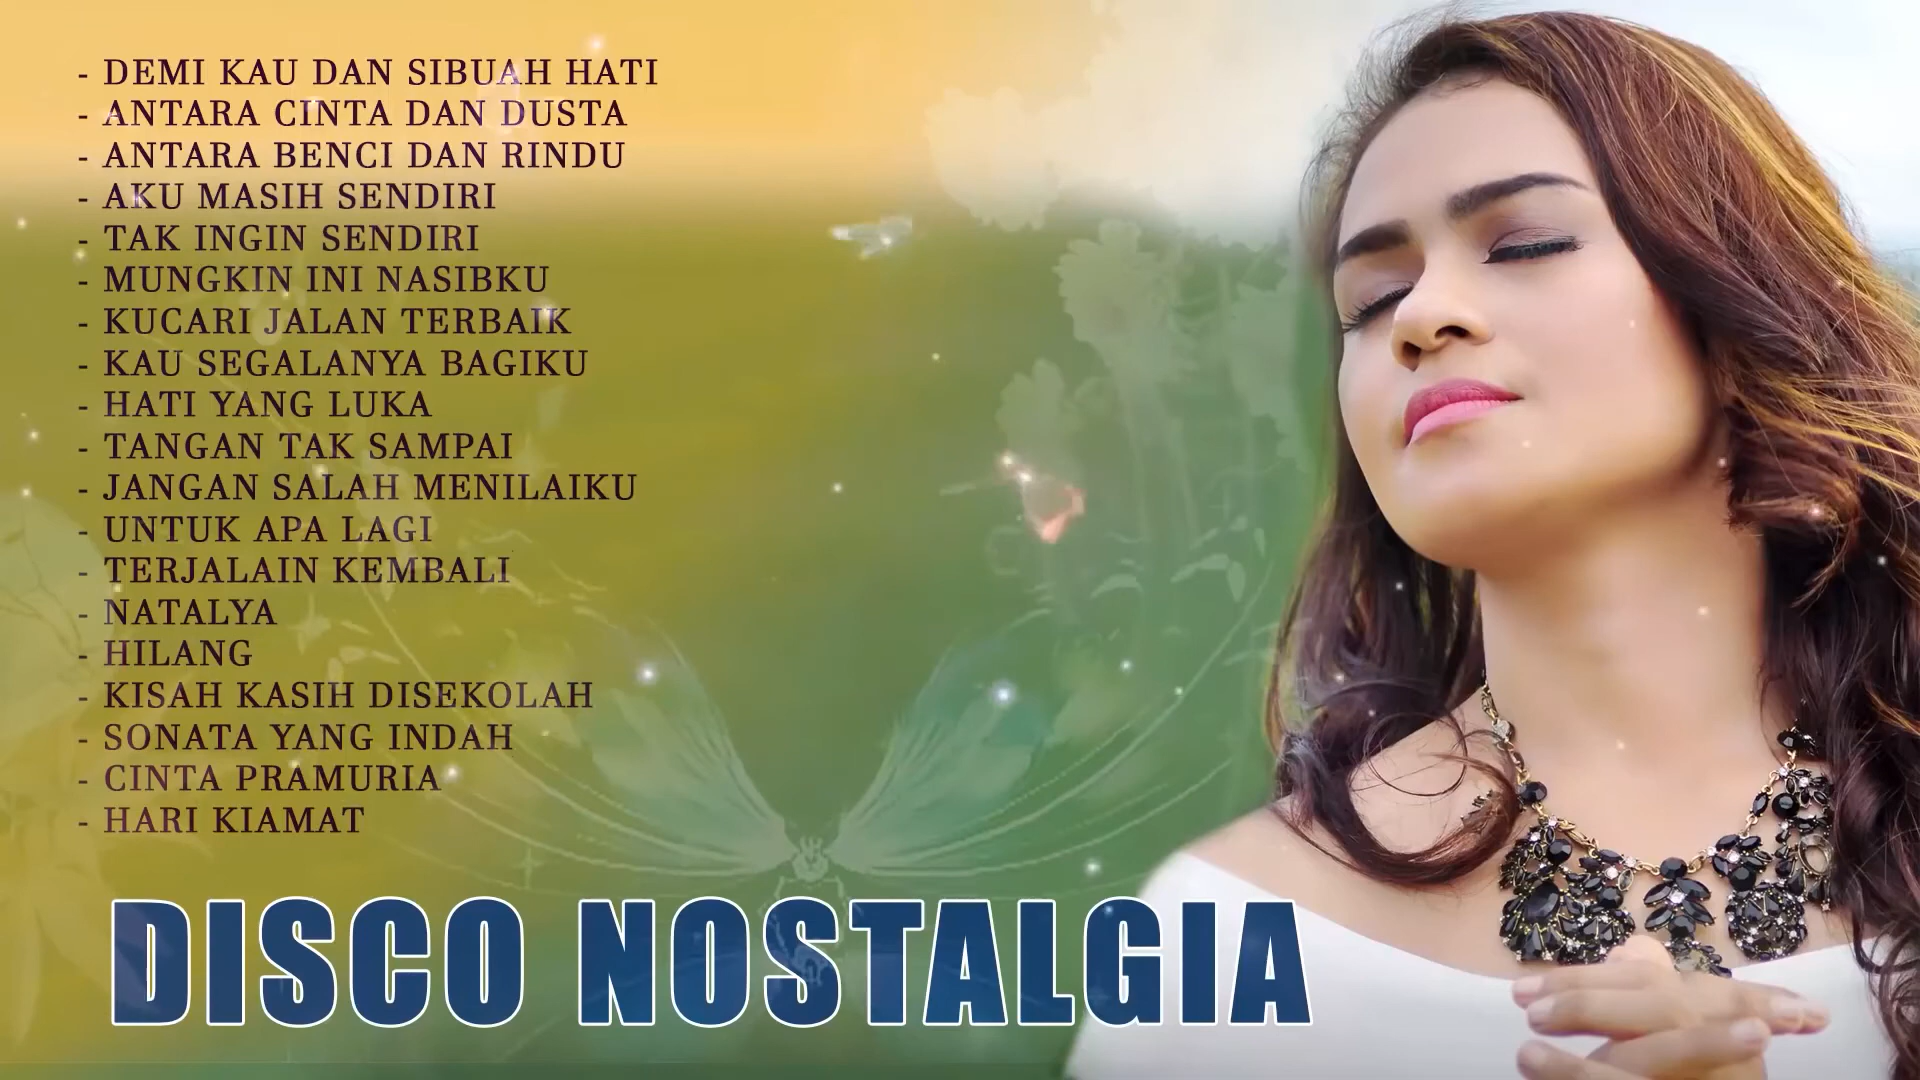 - DEMI KAU DAN SIBUAH HATI
- ANTARA CINTA DAN DUSTA
- ANTARA BENCI DAN RINDU
- AKU MASIH SENDIRI
- TAK INGIN SENDIRI
- MUNGKIN INI NASIBKU
- KUCARI JALAN TERBAIK
- KAU SEGALANYA BAGIKU
- HATI YANG LUKA
- TANGAN TAK SAMPAI
- JANGAN SALAH MENILAIKU
- UNTUK APA LAGI
- TERJALAIN KEMBALI
- NATALYA
- HILANG
- KISAH KASIH DISEKOLAH
- SONATA YANG INDAH
- CINTA PRAMURIA
- HARI KIAMAT
DISCO NOSTALGIA